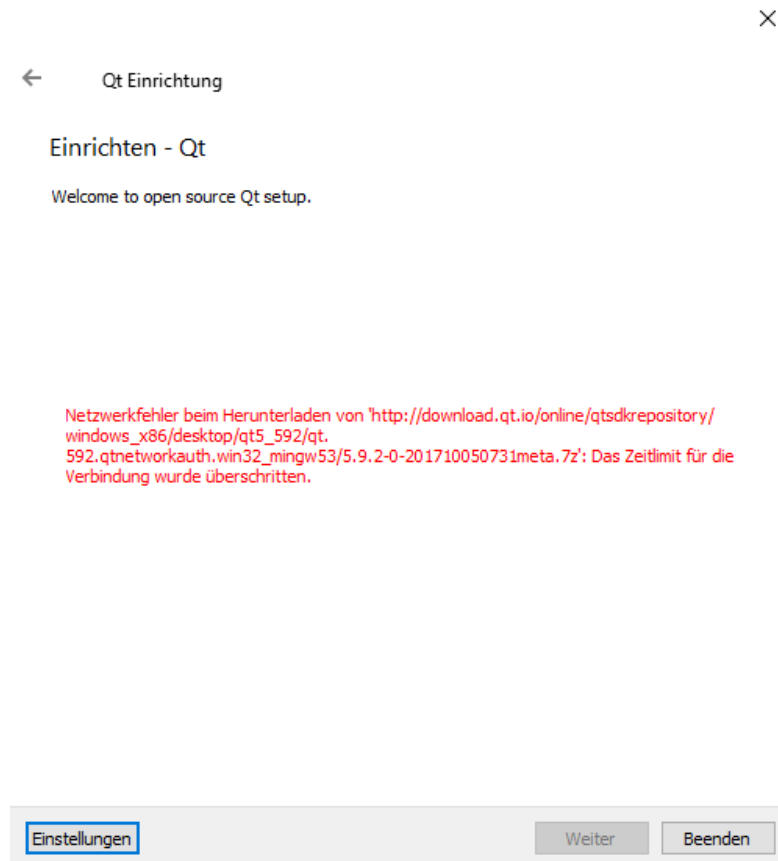 Qt Einrichtung
Einrichten - Qt
Welcome to open source Qt setup.
Netzwerkfehler beim Herunterladen von 'http://download.qt.io/online/qtsdkrepository/
windows_x86/desktop/qt5_592/qt.
592.qtnetworkauth.win32_mingw53/5.9.2-0-201710050731meta.7z': Das Zeitlimit für die
Verbindung wurde überschritten.
Einstellungen
Weiter
Beenden